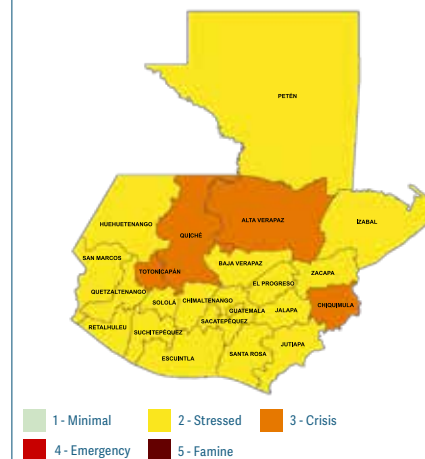 PETÉN
HUEHUETENANGO
QUICHÉ
ALTA VERAPAZ
IZABAL
SAN MARCOS
TOTONICAPÁN
BAJA VERAPAZ
ZACAPA
QUETZALTENANGO
EL PROGRESO
SOLOLÁ
CHIMALTENANGO
GUATEMALA
JALAPA
CHIQUIMULA
SACATEPÉQUEZ
RETALHULEU
SUCHITEPÉQUEZ
JUTIAPA
ESCUINTLA
SANTA ROSA
1 - Minimal
2 - Stressed
3 - Crisis
4 - Emergency
5 - Famine